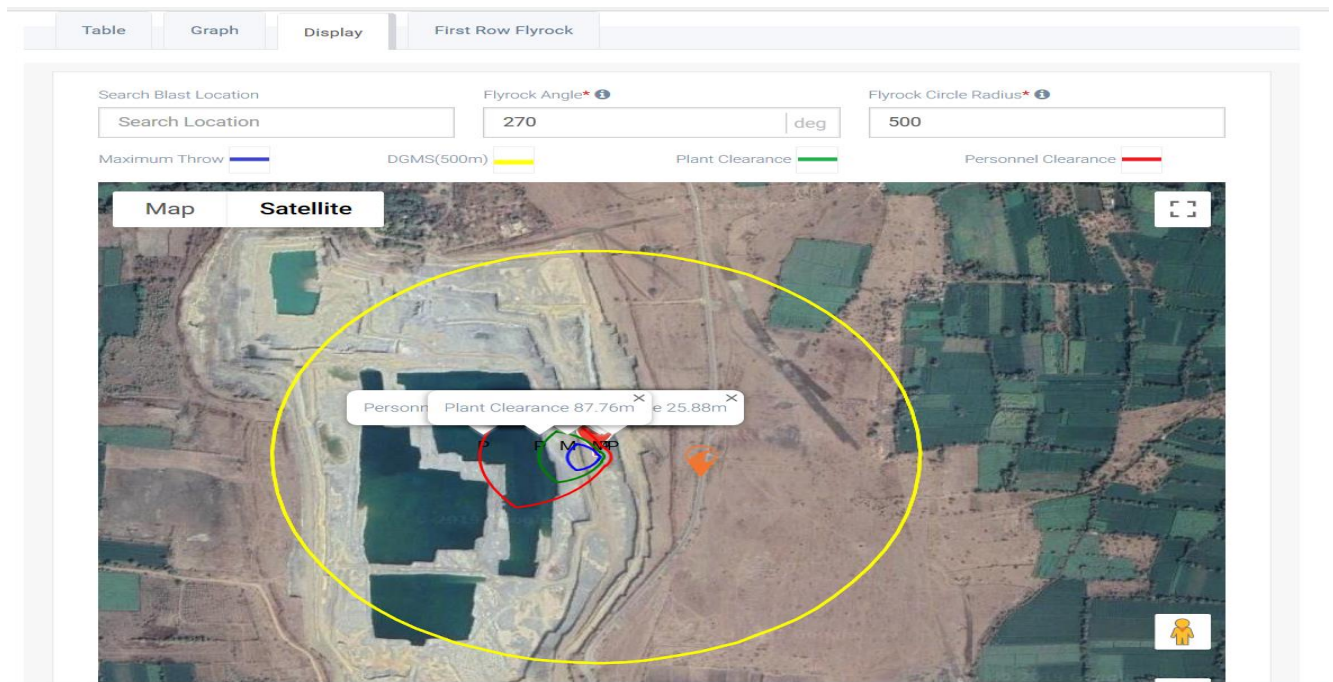 Table Graph Display First Row Flyrock
Search Blast Location Flyrock Angle* Flyrock Circle Radius*
Search Location 270 deg 500
Maximum Throw DGMS(500m) Plant Clearance Personnel Clearance
Map Satellite
Personn Plant Clearance 87.76m e 25.88m
P P M P